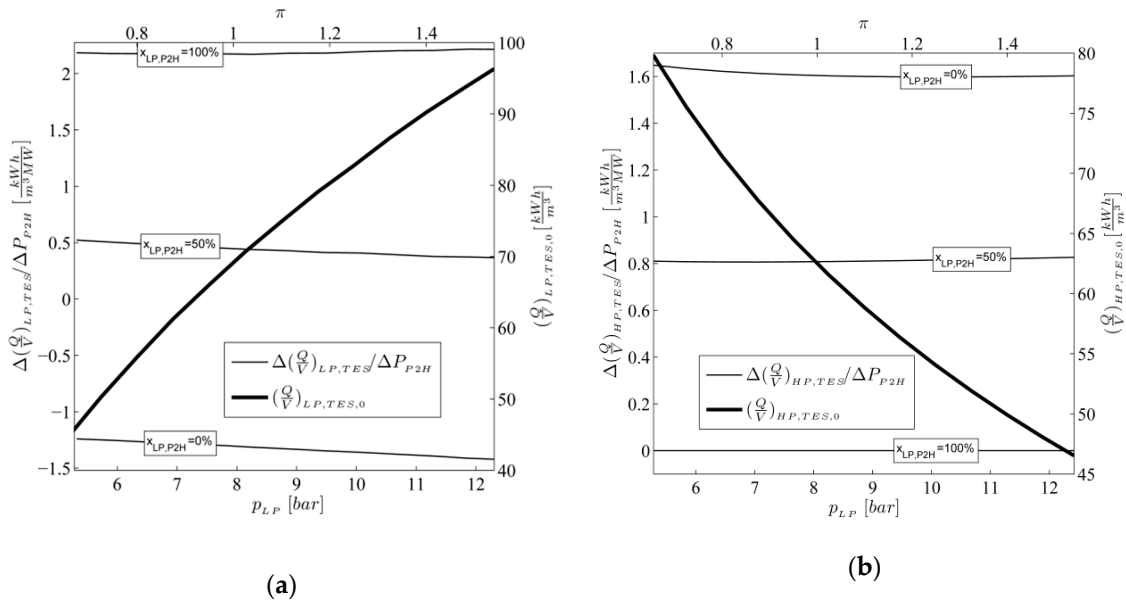 π
0.8 1 1.2 1.4
2
1.5
1
0.5
0
−0.5
−1
−1.5
100
90
80
70
60
50
40
6 7 8 9 10 11 12
p_LP [bar]
Δ(Q/V)_LP,TES/ΔP_P2H [kWh/m³MW]
(Q/V)_LP,TES,0 [kWh/m³]
x_LP,P2H=100%
x_LP,P2H=50%
x_LP,P2H=0%
Δ(Q/V)_LP,TES/ΔP_P2H
(Q/V)_LP,TES,0
(a)
π
0.8 1 1.2 1.4
1.6
1.4
1.2
1
0.8
0.6
0.4
0.2
0
80
75
70
65
60
55
50
45
6 7 8 9 10 11 12
p_LP [bar]
Δ(Q/V)_HP,TES/ΔP_P2H [kWh/m³MW]
(Q/V)_HP,TES,0 [kWh/m³]
x_LP,P2H=0%
x_LP,P2H=50%
x_LP,P2H=100%
Δ(Q/V)_HP,TES/ΔP_P2H
(Q/V)_HP,TES,0
(b)